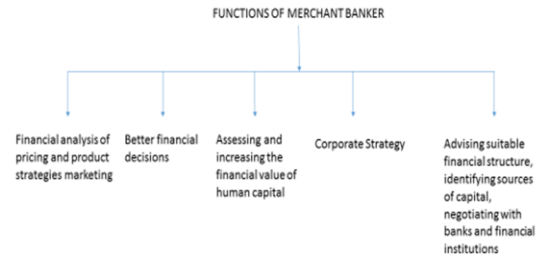 FUNCTIONS OF MERCHANT BANKER
Financial analysis of
pricing and product
strategies marketing
Better financial
decisions
Assessing and
increasing the
financial value of
human capital
Corporate Strategy
Advising suitable
financial structure,
identifying sources
of capital,
negotiating with
banks and financial
institutions